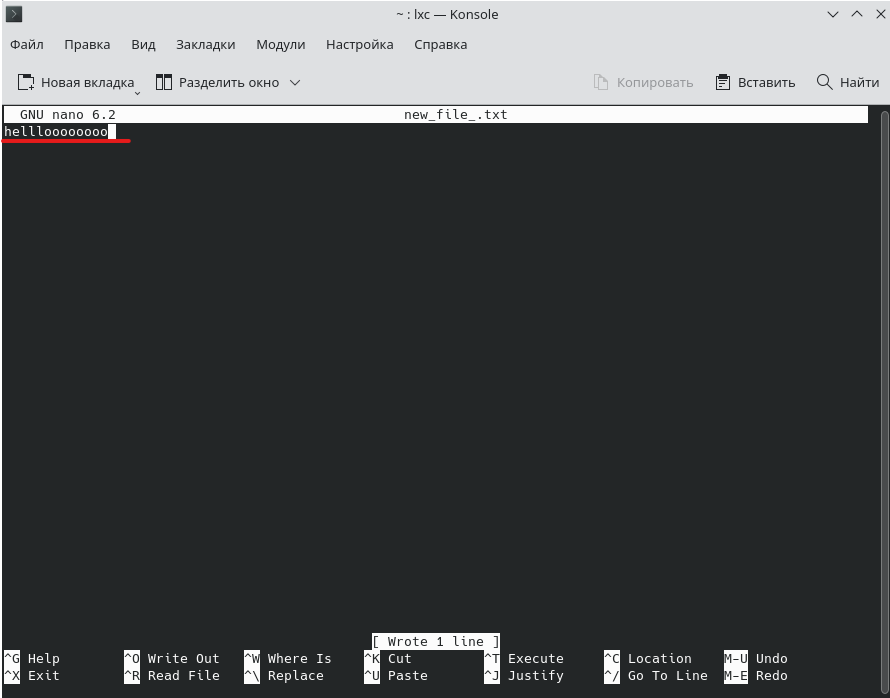 ~ : lxc — Konsole
Файл Правка Вид Закладки Модули Настройка Справка
Новая вкладка Разделить окно Копировать Вставить Найти
GNU nano 6.2 new_file_.txt
hellloooooooo
[ Wrote 1 line ]
^G Help ^O Write Out ^W Where Is ^K Cut ^T Execute ^C Location M-U Undo
^X Exit ^R Read File ^\ Replace ^U Paste ^J Justify ^/ Go To Line M-E Redo